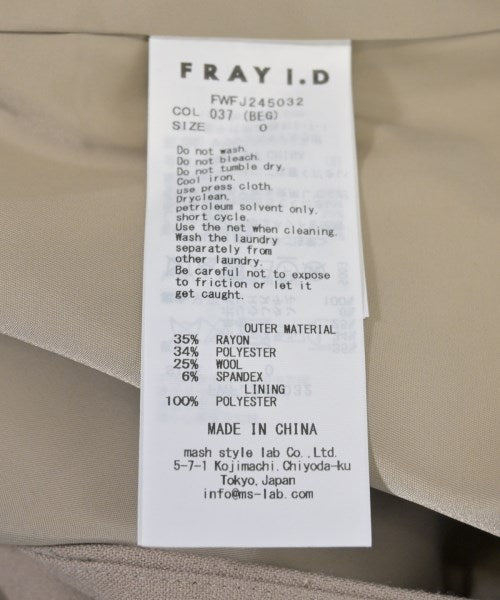 FRAY I.D
FWFJ245032
COL 037 (BEG)
SIZE 0
Do not wash.
Do not bleach.
Do not tumble dry.
Cool iron.
use press cloth.
Dryclean,
petroleum solvent only.
short cycle.
Use the net when cleaning.
Wash the laundry
separately from
other laundry.
Be careful not to expose
to friction or let it
get caught.
OUTER MATERIAL
35% RAYON
34% POLYESTER
25% WOOL
6% SPANDEX
LINING
100% POLYESTER
MADE IN CHINA
mash style lab Co.,Ltd.
5-7-1 Kojimachi.Chiyoda-ku
Tokyo,Japan
info@ms-lab.com